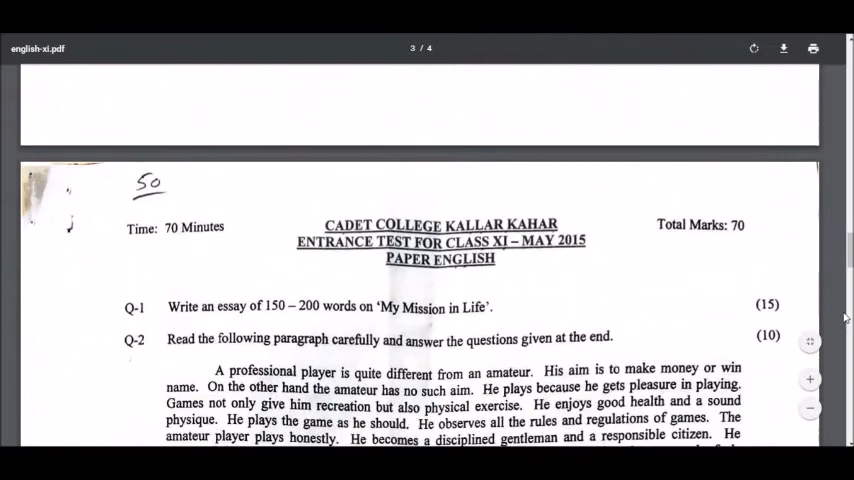 english-xi.pdf
3 / 4
50
Time: 70 Minutes
CADET COLLEGE KALLAR KAHAR
Total Marks: 70
ENTRANCE TEST FOR CLASS XI – MAY 2015
PAPER ENGLISH
Q-1 Write an essay of 150 – 200 words on ‘My Mission in Life’. (15)
Q-2 Read the following paragraph carefully and answer the questions given at the end. (10)
A professional player is quite different from an amateur. His aim is to make money or win
name. On the other hand the amateur has no such aim. He plays because he gets pleasure in playing.
Games not only give him recreation but also physical exercise. He enjoys good health and a sound
physique. He plays the game as he should. He observes all the rules and regulations of games. The
amateur player plays honestly. He becomes a disciplined gentleman and a responsible citizen. He